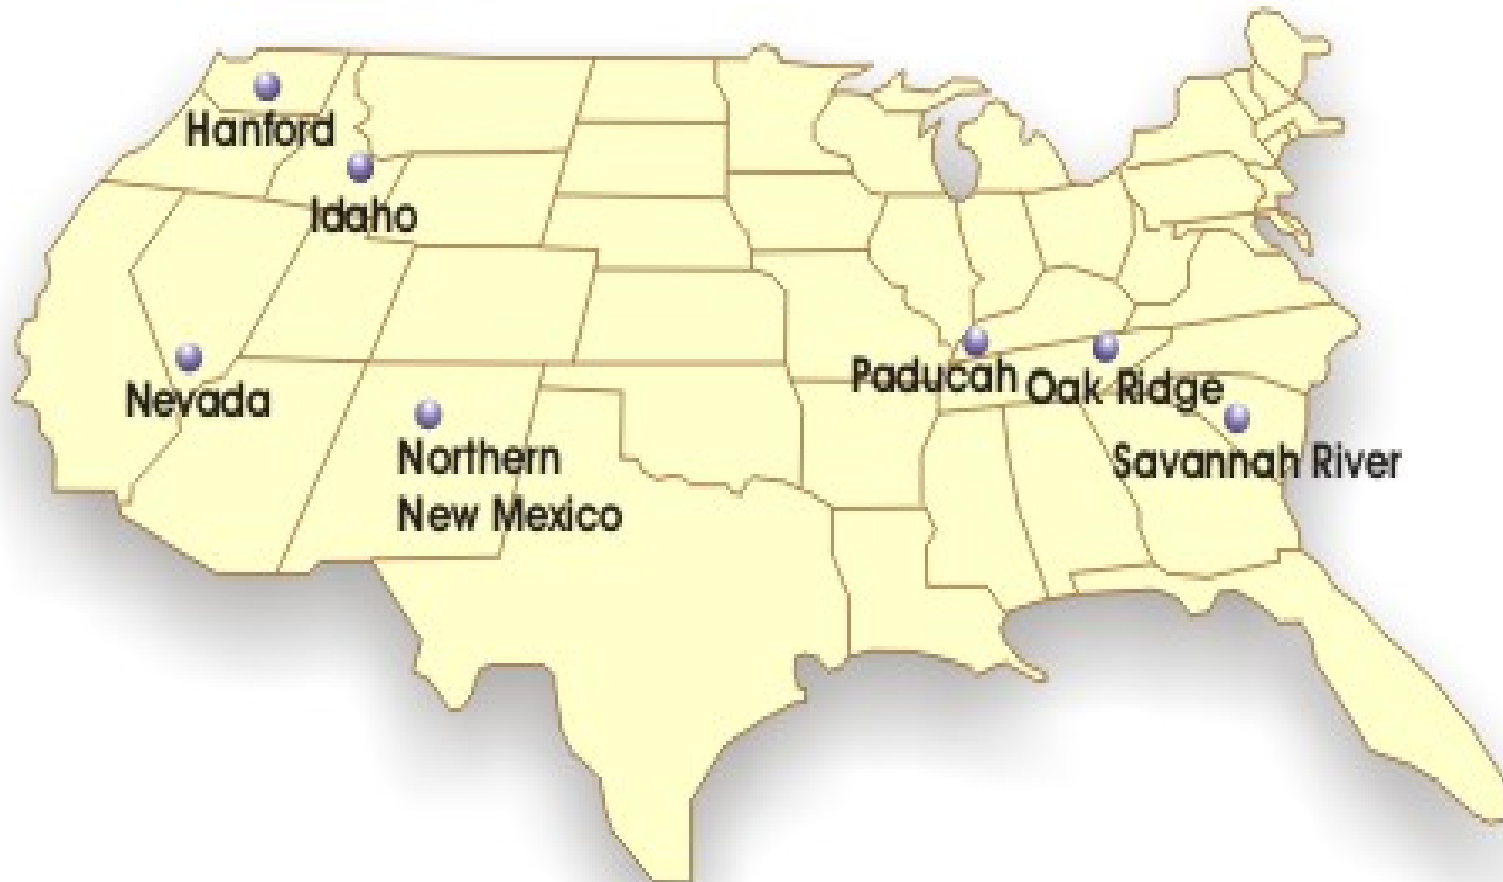 Hanford
Idaho
Nevada
Northern
New Mexico
Paducah
Oak Ridge
Savannah River